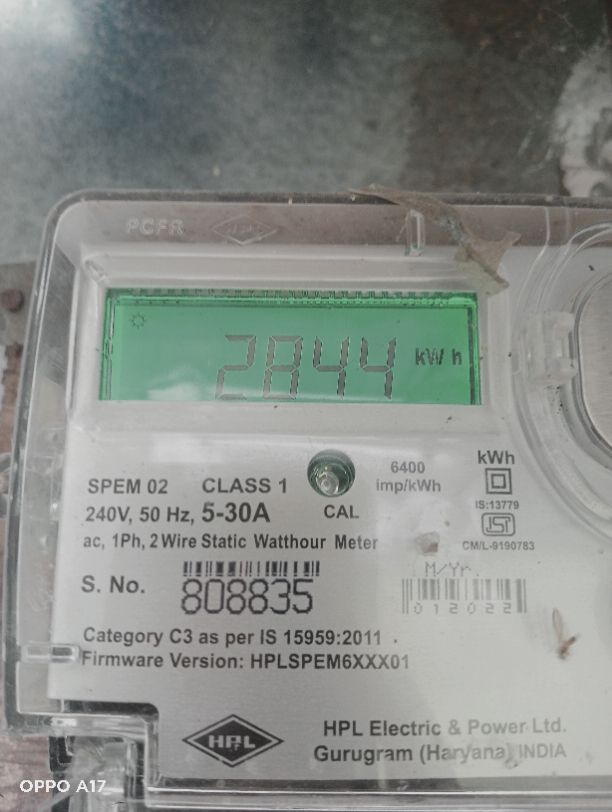 PCFR
2844 kWh
6400
imp/kWh
kWh
SPEM 02 CLASS 1
240V, 50 Hz, 5-30A
CAL
IS:13779
ISI
CM/L-9190783
ac, 1Ph, 2 Wire Static Watthour Meter
M/Yr.
S. No. 808835
012022
Category C3 as per IS 15959:2011 .
Firmware Version: HPLSPEM6XXX01
HPL
HPL Electric & Power Ltd.
Gurugram (Haryana) INDIA
OPPO A17